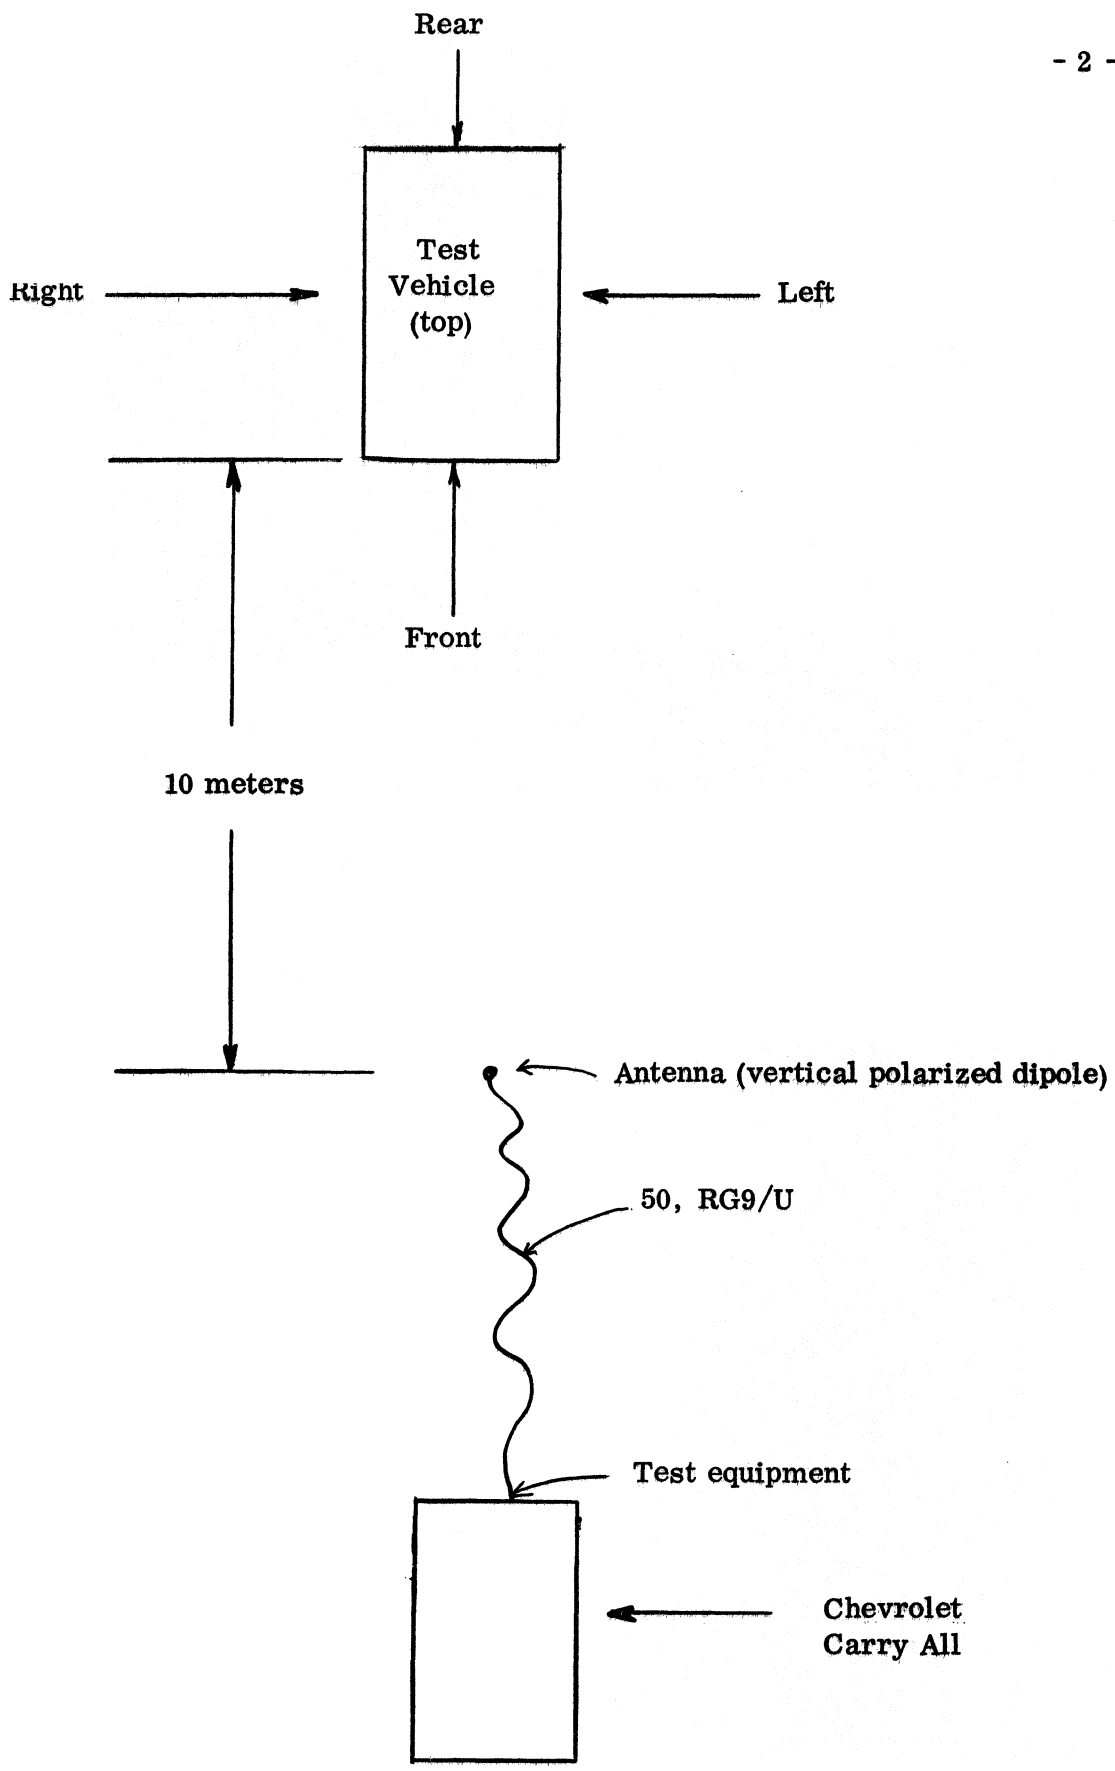 Rear
- 2 -
Test
Vehicle
(top)
Right
Left
Front
10 meters
Antenna (vertical polarized dipole)
50, RG9/U
Test equipment
Chevrolet
Carry All